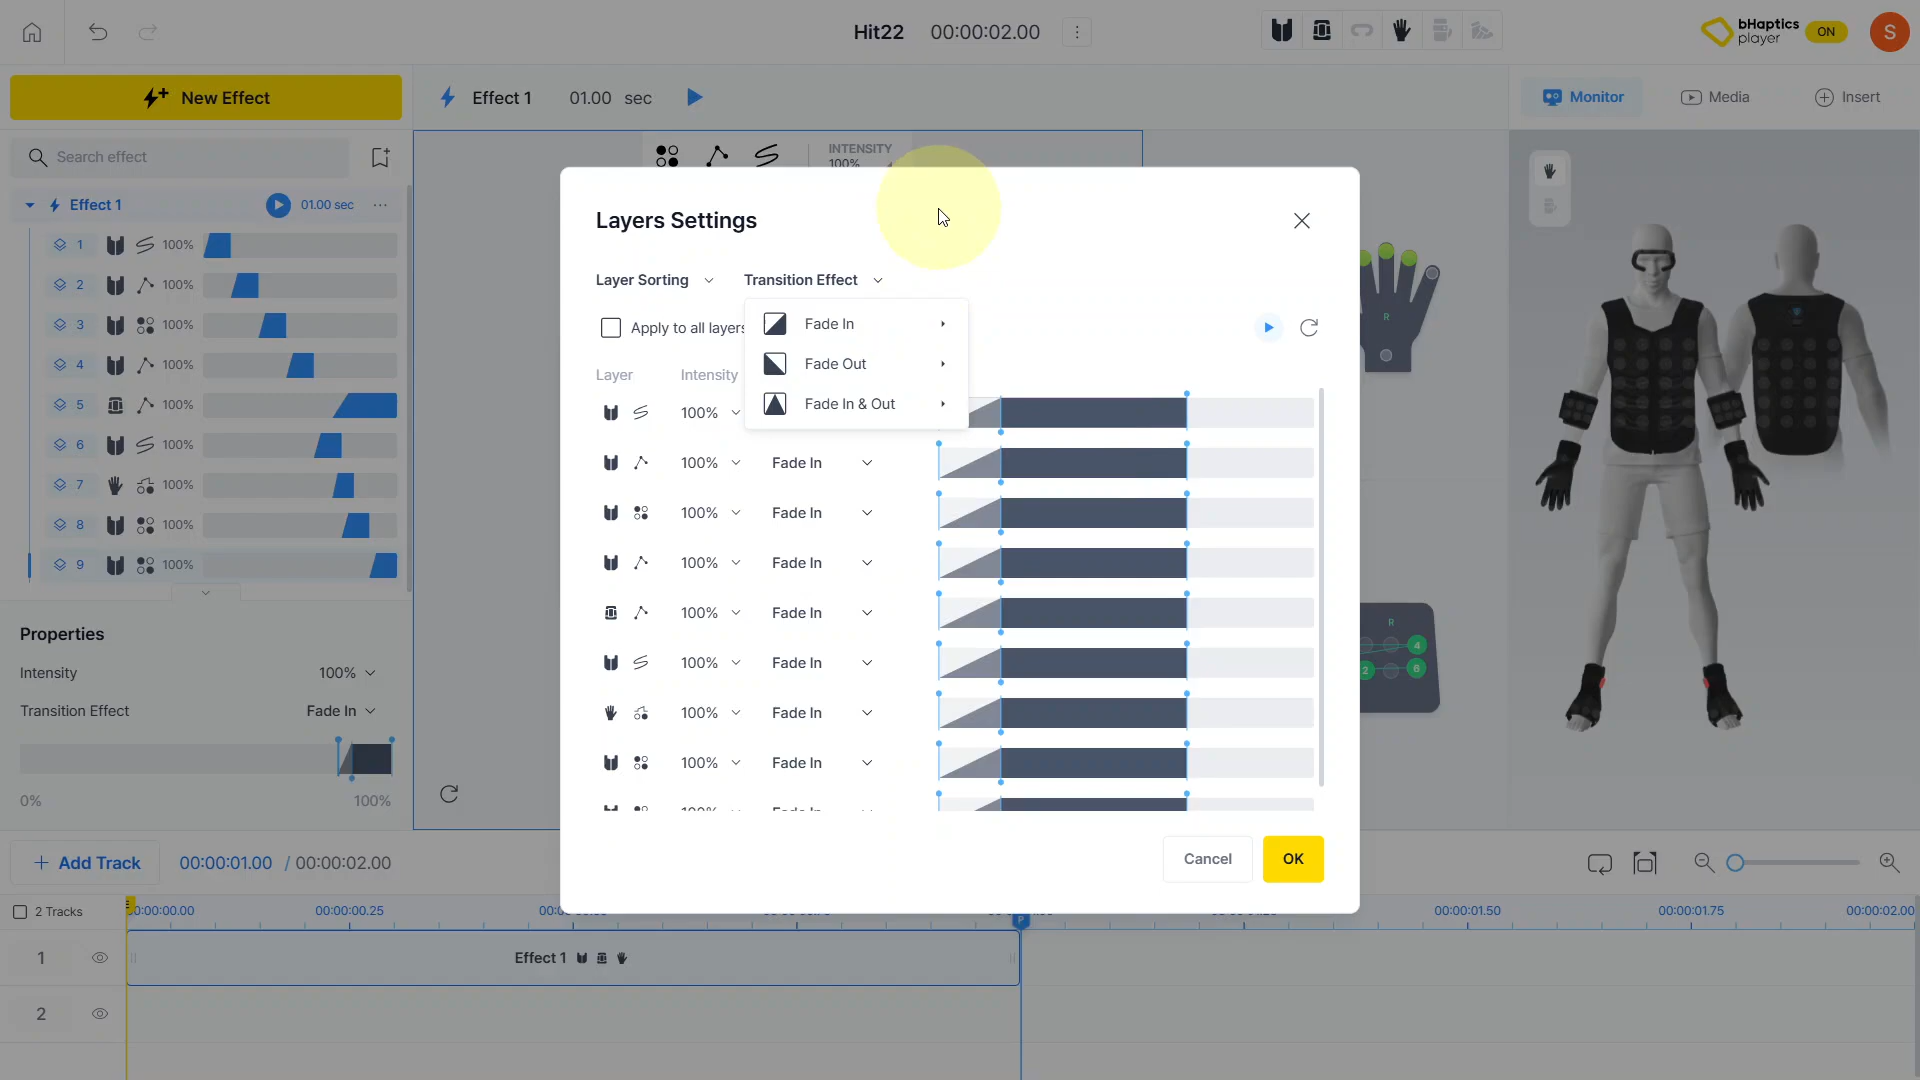 Hit22 00:00:02.00
bHaptics player ON S
New Effect
Effect 1 01.00 sec
Monitor Media Insert
Search effect
INTENSITY
100%
Effect 1 01.00 sec ...
1 100%
2 100%
3 100%
4 100%
5 100%
6 100%
7 100%
8 100%
9 100%
Properties
Intensity 100%
Transition Effect Fade In
0% 100%
Layers Settings
Layer Sorting Transition Effect
Apply to all layers
Fade In
Fade Out
Fade In & Out
Layer Intensity
100%
100% Fade In
100% Fade In
100% Fade In
100% Fade In
100% Fade In
100% Fade In
100% Fade In
Cancel OK
R
R
4
2 6
+ Add Track 00:00:01.00 / 00:00:02.00
2 Tracks 00:00:00.25 00:00:01.50 00:00:01.75 00:00:02.00
P
1 Effect 1
2